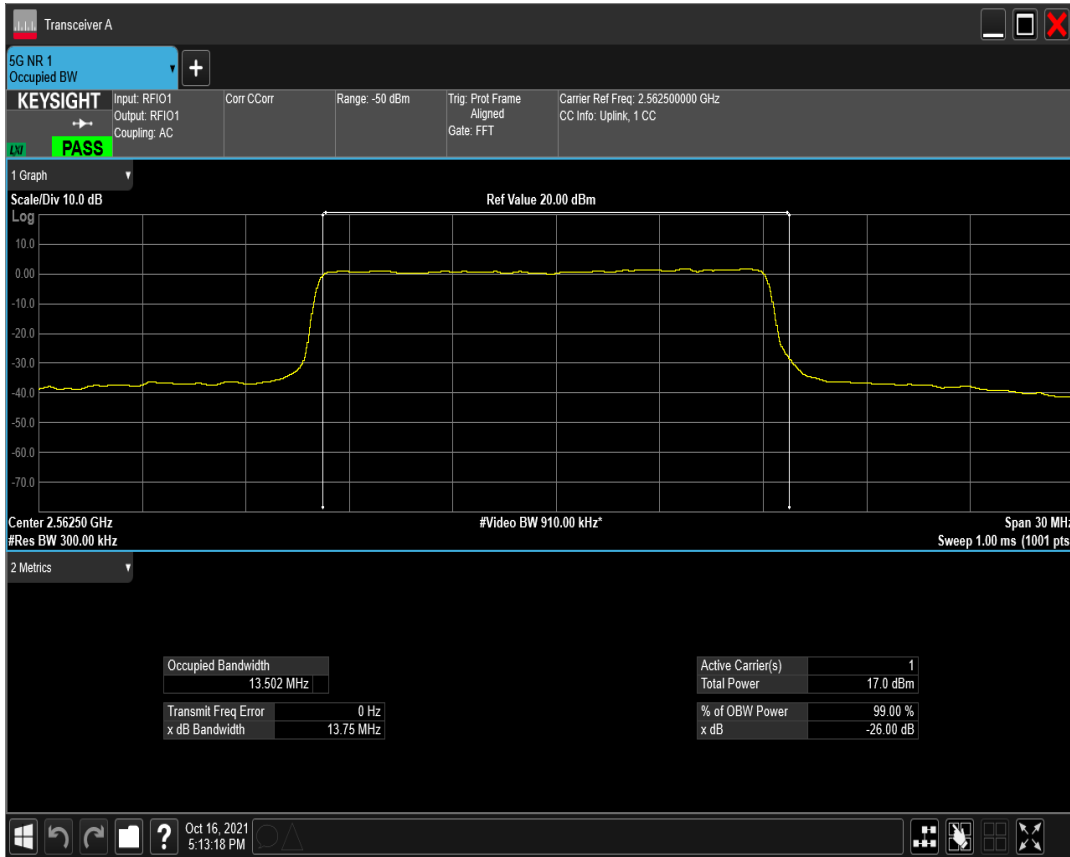 Transceiver A
5G NR 1
Occupied BW
KEYSIGHT
LXI
PASS
Input: RFIO1
Output: RFIO1
Coupling: AC
Corr CCorr
Range: -50 dBm
Trig: Prot Frame
Aligned
Gate: FFT
Carrier Ref Freq: 2.562500000 GHz
CC Info: Uplink, 1 CC
1 Graph
Scale/Div 10.0 dB
Ref Value 20.00 dBm
Log
10.0
0.00
-10.0
-20.0
-30.0
-40.0
-50.0
-60.0
-70.0
Center 2.56250 GHz
#Video BW 910.00 kHz*
Span 30 MHz
#Res BW 300.00 kHz
Sweep 1.00 ms (1001 pts
2 Metrics
Occupied Bandwidth
13.502 MHz
Transmit Freq Error 0 Hz
x dB Bandwidth 13.75 MHz
Active Carrier(s) 1
Total Power 17.0 dBm
% of OBW Power 99.00 %
x dB -26.00 dB
?
Oct 16, 2021
5:13:18 PM